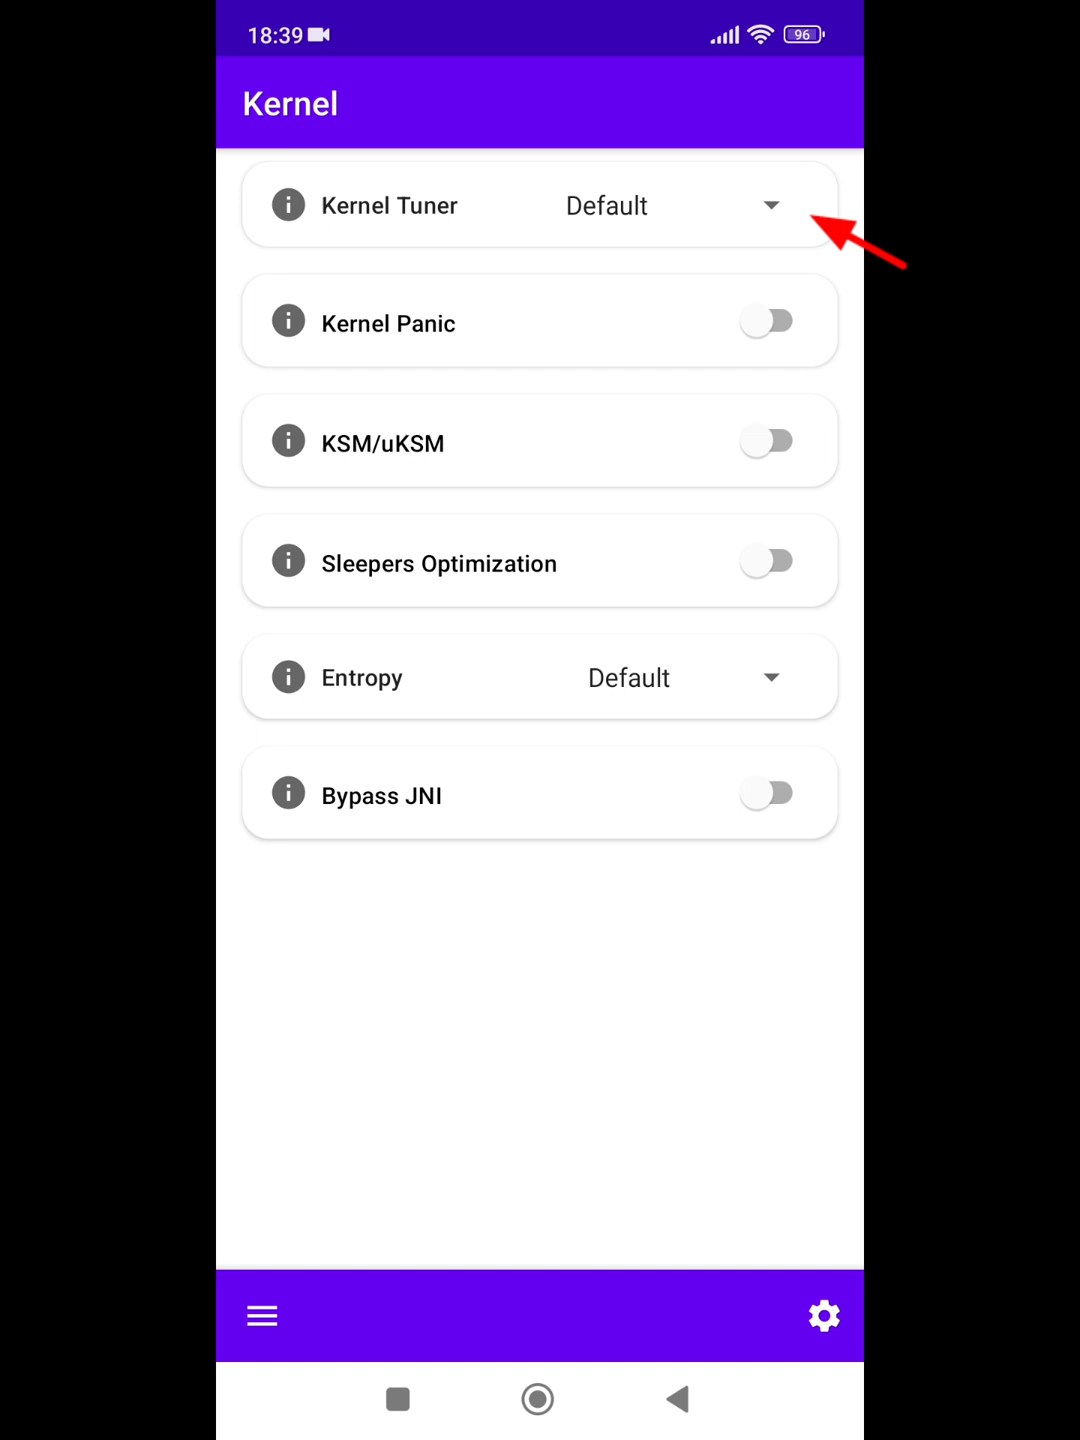 18:39
96
Kernel
Kernel Tuner Default
Kernel Panic
KSM/uKSM
Sleepers Optimization
Entropy Default
Bypass JNI